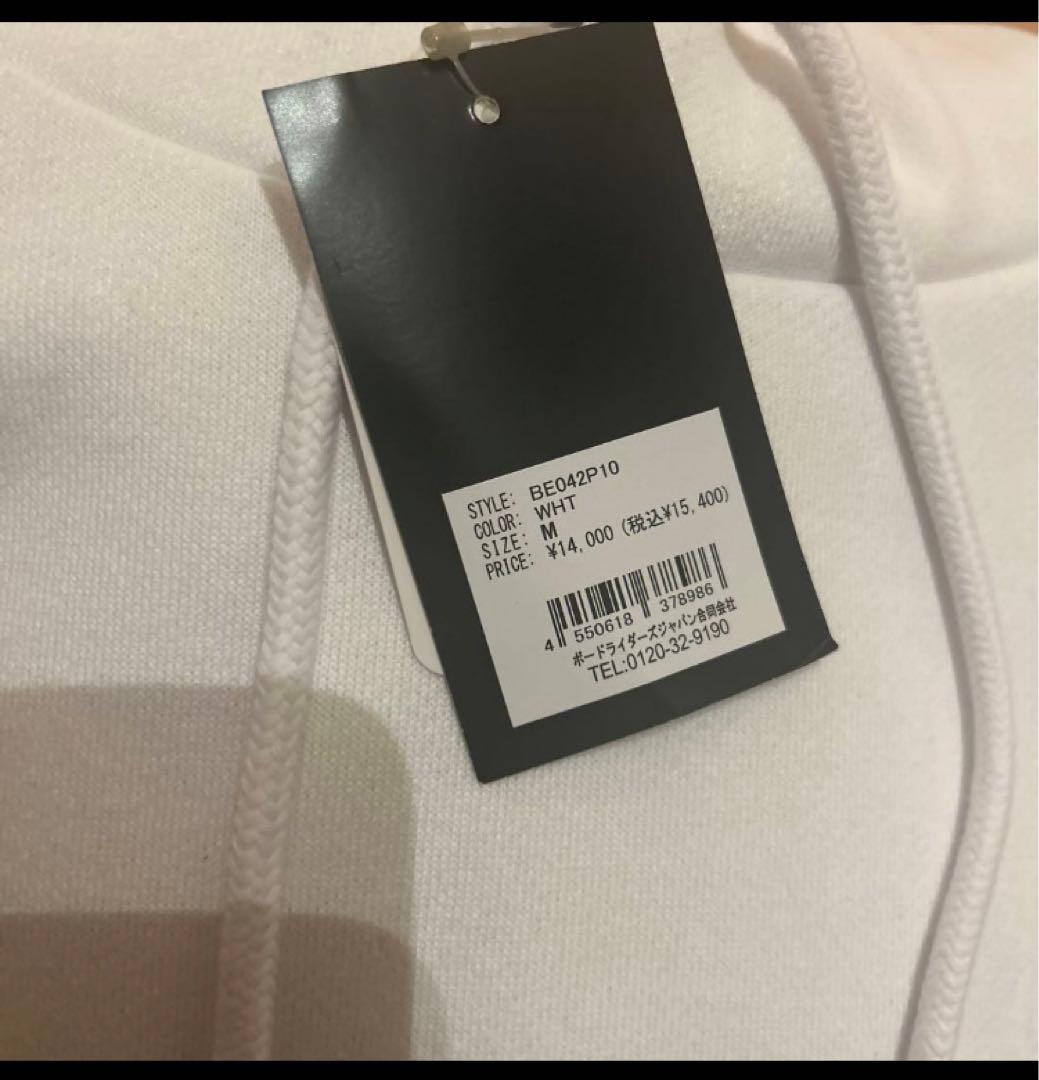 STYLE: BE042P10
COLOR: WHT
SIZE: M
PRICE: ¥14,000 (税込¥15,400)
4 550618 378986
ボードライダーズジャパン合同会社
TEL:0120-32-9190